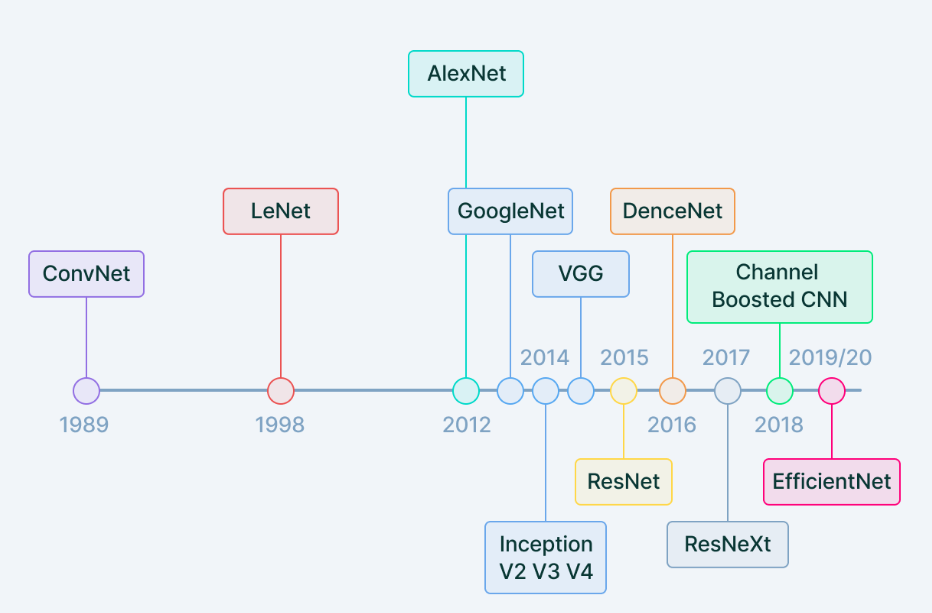 AlexNet
LeNet
GoogleNet
DenceNet
ConvNet
VGG
Channel
Boosted CNN
2014
2015
2017
2019/20
1989
1998
2012
2016
2018
ResNet
EfficientNet
Inception
V2 V3 V4
ResNeXt